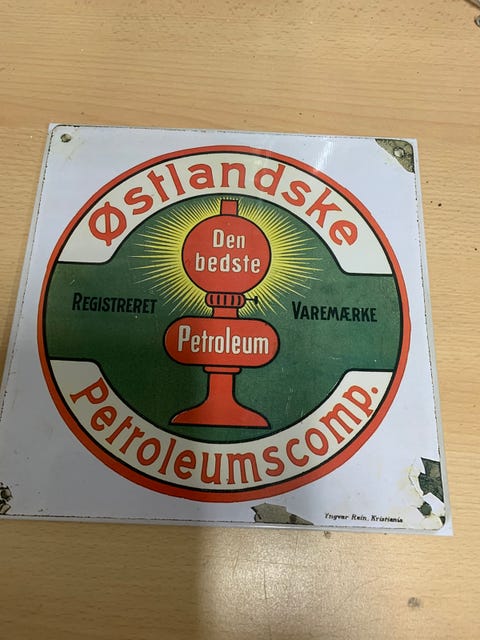 Østlandske
Den
bedste
REGISTRERET
VAREMÆRKE
Petroleum
Petroleumscomp.
Yngvar Rein, Kristiania